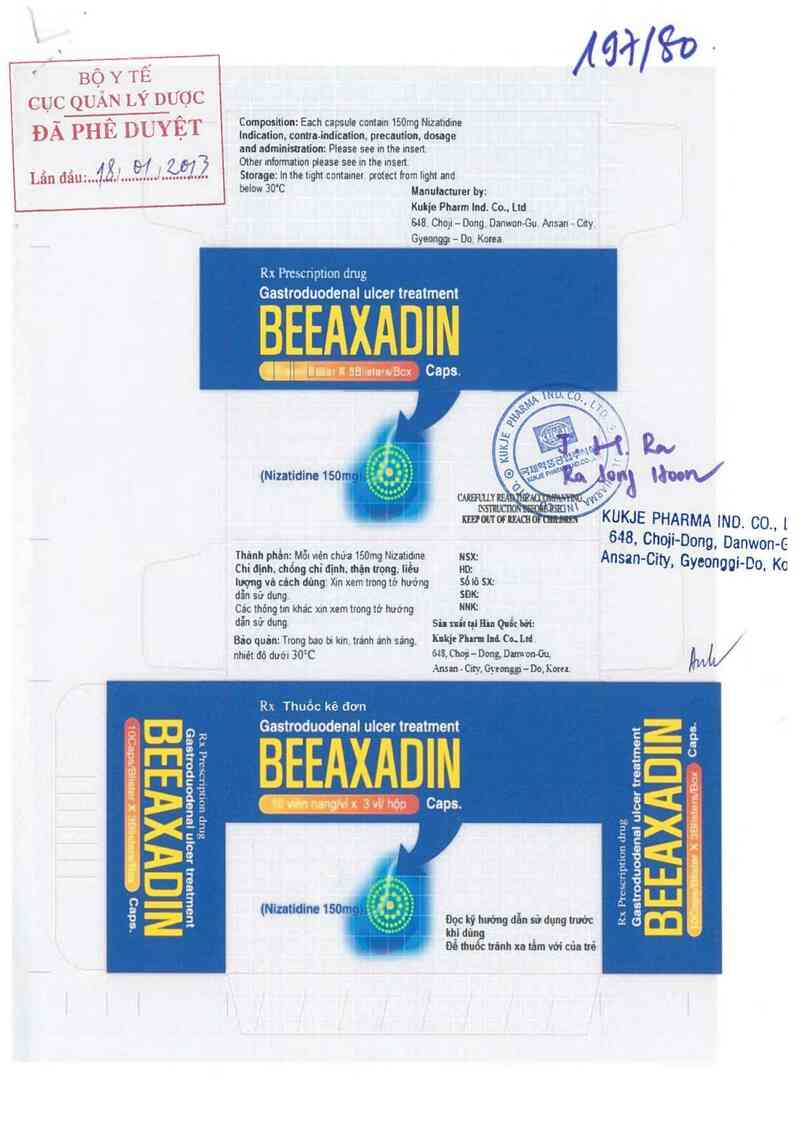 197/80
BỘ Y TẾ
CỤC QUẢN LÝ DƯỢC
ĐÃ PHÊ DUYỆT
Lần đầu:...18/01/2013
Composition: Each capsule contain 150mg Nizatidine
Indication, contra-indication, precaution, dosage
and administration: Please see in the insert.
Other information please see in the insert.
Storage: In the tight container, protect from light and
below 30°C
Manufacturer by:
Kukje Pharm Ind. Co., Ltd
648, Choji – Dong, Danwon-Gu, Ansan - City,
Gyeonggi – Do, Korea.
Rx Prescription drug
Gastroduodenal ulcer treatment
BEEAXADIN
X 3Blisters/Box Caps.
(Nizatidine 150mg)
KUKJE PHARMA IND. CO., LTD.
J. H. Ra
Ra Jong Hoon
CAREFULLY READ THE ACCOMPANYING
INSTRUCTION BEFORE USE
KEEP OUT OF REACH OF CHILDREN
KUKJE PHARMA IND. CO., L
648, Choji-Dong, Danwon-G
Ansan-City, Gyeonggi-Do, Ko
Thành phần: Mỗi viên chứa 150mg Nizatidine.
Chỉ định, chống chỉ định, thận trọng, liều
lượng và cách dùng: Xin xem trong tờ hướng
dẫn sử dụng.
Các thông tin khác xin xem trong tờ hướng
dẫn sử dụng.
Bảo quản: Trong bao bì kín, tránh ánh sáng,
nhiệt độ dưới 30°C
NSX:
HD:
Số lô SX:
SĐK:
NNK:
Sản xuất tại Hàn Quốc bởi:
Kukje Pharm Ind. Co., Ltd
648, Choji – Dong, Danwon-Gu,
Ansan - City, Gyeonggi – Do, Korea.
Rx Thuốc kê đơn
Gastroduodenal ulcer treatment
BEEAXADIN
10 viên nang/vỉ x 3 vỉ/ hộp Caps.
(Nizatidine 150mg)
Đọc kỹ hướng dẫn sử dụng trước
khi dùng
Để thuốc tránh xa tầm với của trẻ
Rx Prescription drug
Gastroduodenal ulcer treatment
BEEAXADIN
10Caps/Blister X 3Blisters/Box Caps.
Rx Prescription drug
Gastroduodenal ulcer treatment
BEEAXADIN
10Caps/Blister X 3Blisters/Box Caps.